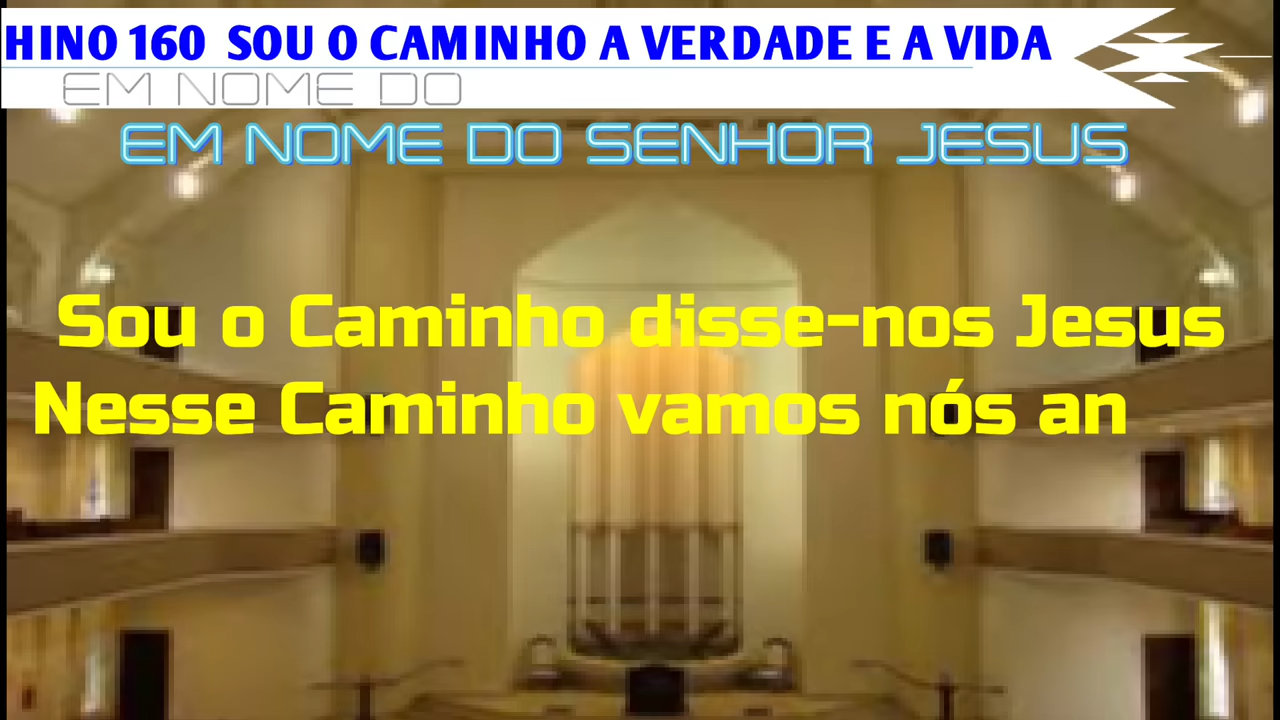 HINO 160 SOU O CAMINHO A VERDADE E A VIDA
EM NOME DO
EM NOME DO SENHOR JESUS
Sou o Caminho disse-nos Jesus
Nesse Caminho vamos nós an